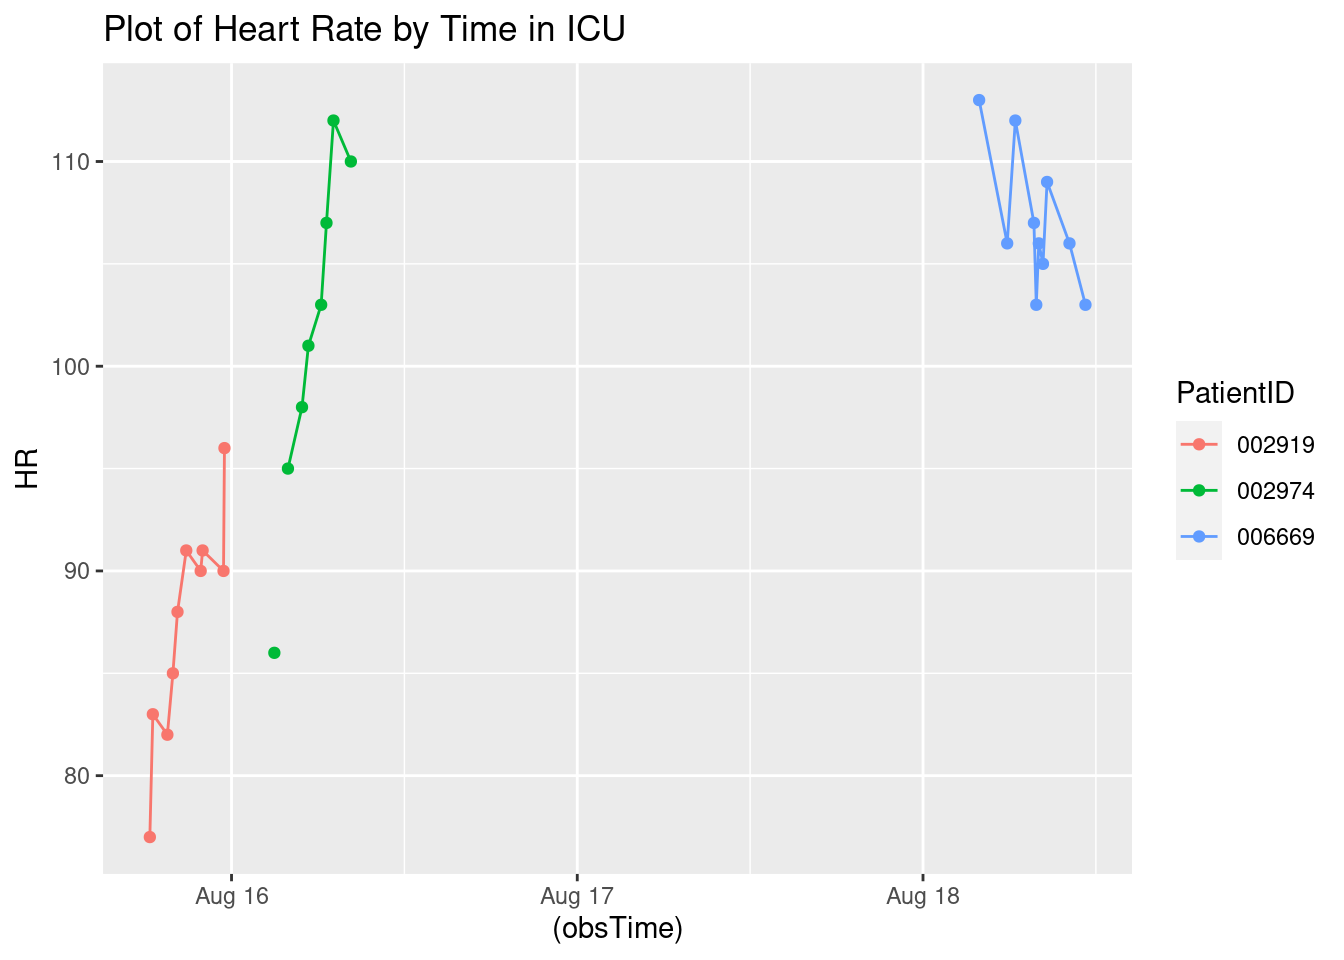 Plot of Heart Rate by Time in ICU
110
100
90
80
HR
Aug 16
Aug 17
Aug 18
(obsTime)
PatientID
002919
002974
006669